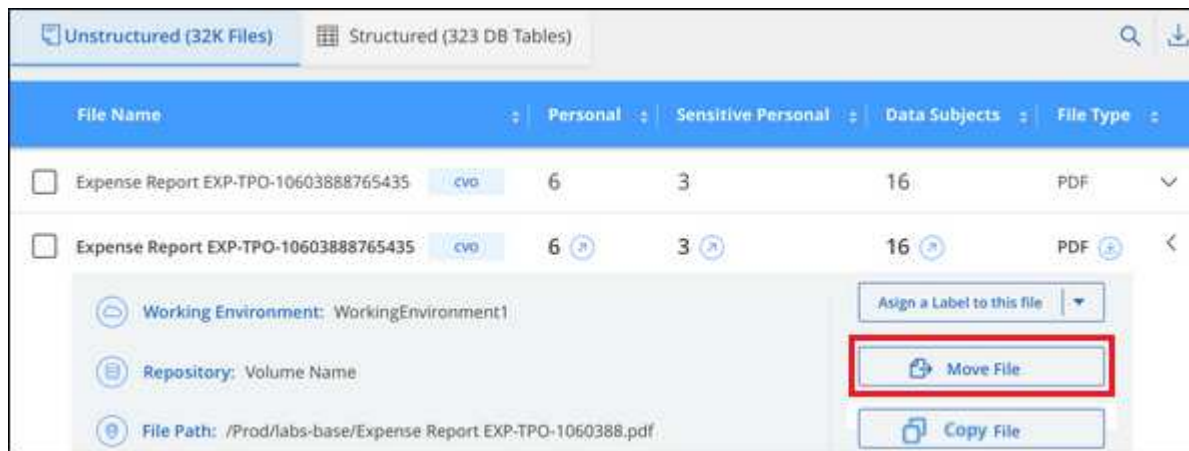 Unstructured (32K Files) Structured (323 DB Tables)
File Name Personal Sensitive Personal Data Subjects File Type
Expense Report EXP-TPO-10603888765435 CVO 6 3 16 PDF
Expense Report EXP-TPO-10603888765435 CVO 6 3 16 PDF
Working Environment: WorkingEnvironment1 Asign a Label to this file
Repository: Volume Name Move File
File Path: /Prod/labs-base/Expense Report EXP-TPO-1060388.pdf Copy File